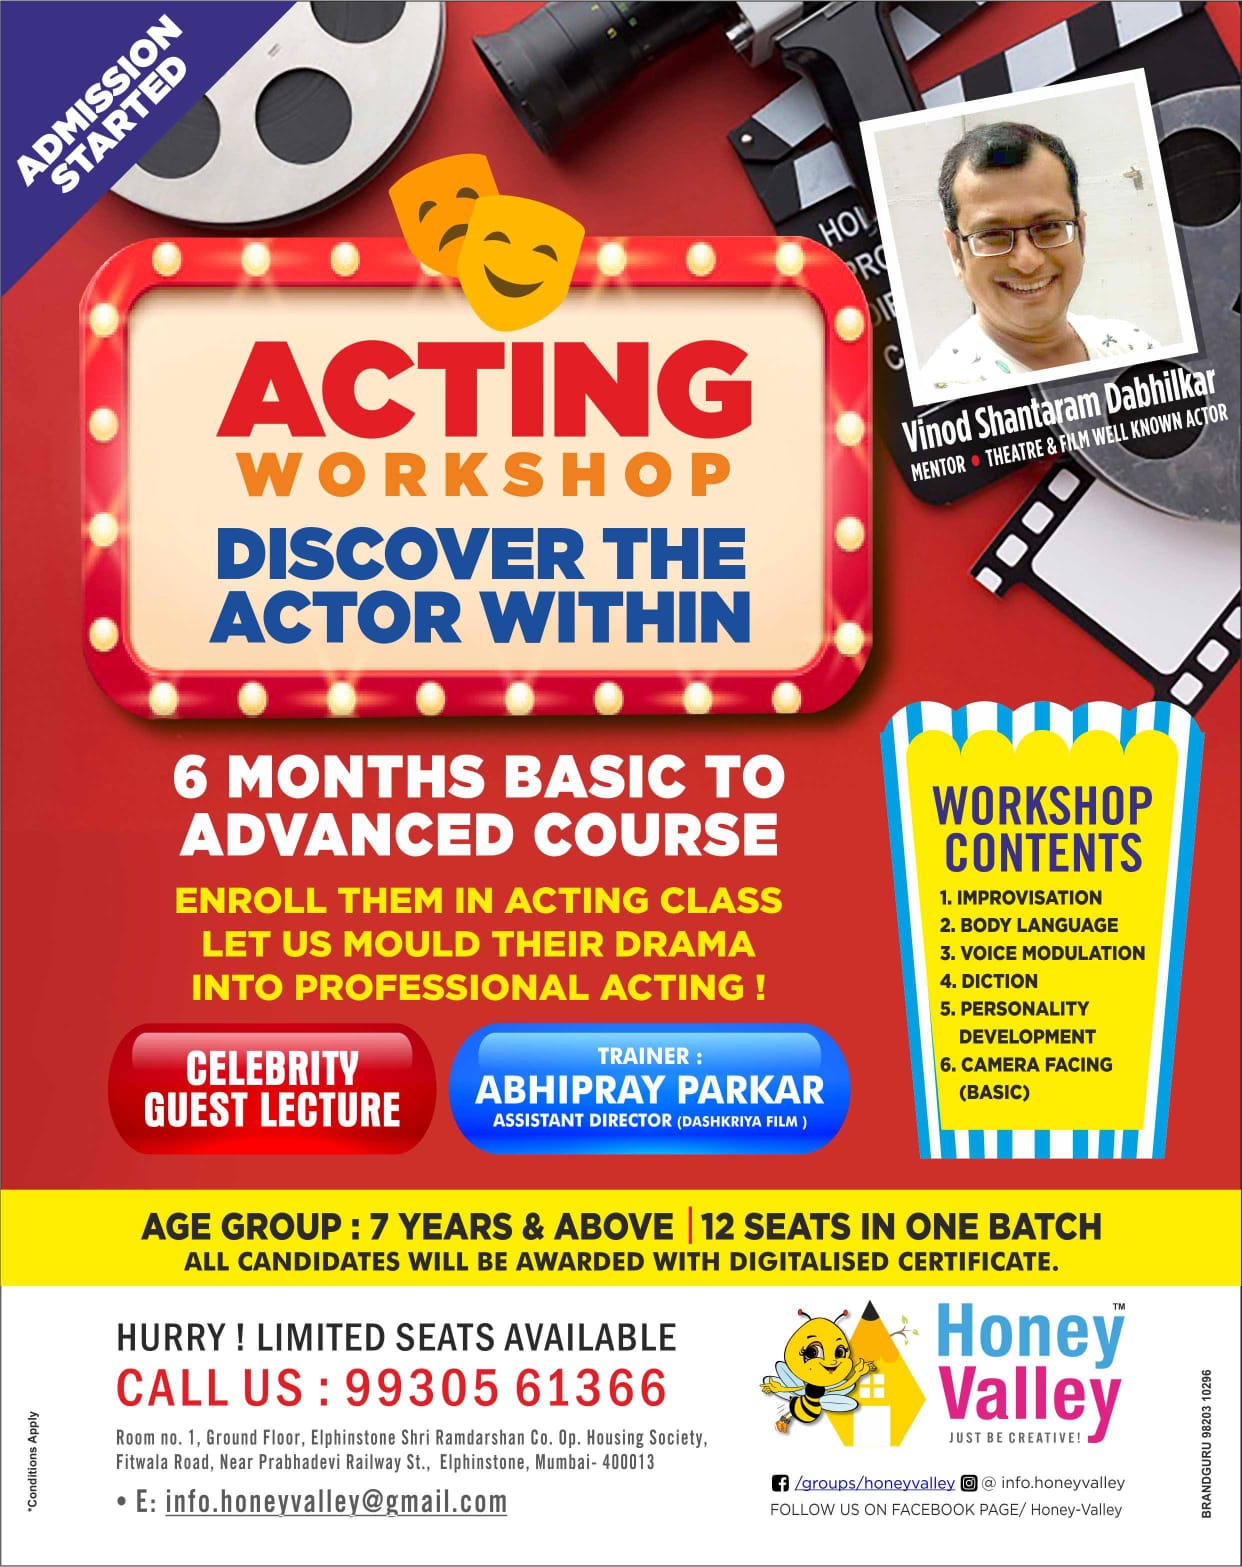 ADMISSION
STARTED
ACTING
WORKSHOP
DISCOVER THE
ACTOR WITHIN
Vinod Shantaram Dabhilkar
MENTOR • THEATRE & FILM WELL KNOWN ACTOR
6 MONTHS BASIC TO
ADVANCED COURSE
ENROLL THEM IN ACTING CLASS
LET US MOULD THEIR DRAMA
INTO PROFESSIONAL ACTING !
CELEBRITY
GUEST LECTURE
TRAINER :
ABHIPRAY PARKAR
ASSISTANT DIRECTOR (DASHKRIYA FILM )
WORKSHOP
CONTENTS
1. IMPROVISATION
2. BODY LANGUAGE
3. VOICE MODULATION
4. DICTION
5. PERSONALITY
DEVELOPMENT
6. CAMERA FACING
(BASIC)
AGE GROUP : 7 YEARS & ABOVE | 12 SEATS IN ONE BATCH
ALL CANDIDATES WILL BE AWARDED WITH DIGITALISED CERTIFICATE.
HURRY ! LIMITED SEATS AVAILABLE
CALL US : 99305 61366
Room no. 1, Ground Floor, Elphinstone Shri Ramdarshan Co. Op. Housing Society,
Fitwala Road, Near Prabhadevi Railway St., Elphinstone, Mumbai- 400013
• E: info.honeyvalley@gmail.com
Honey TM
Valley
JUST BE CREATIVE!
/groups/honeyvalley @ info.honeyvalley
FOLLOW US ON FACEBOOK PAGE/ Honey-Valley
*Conditions Apply
BRANDGURU 98203 10296